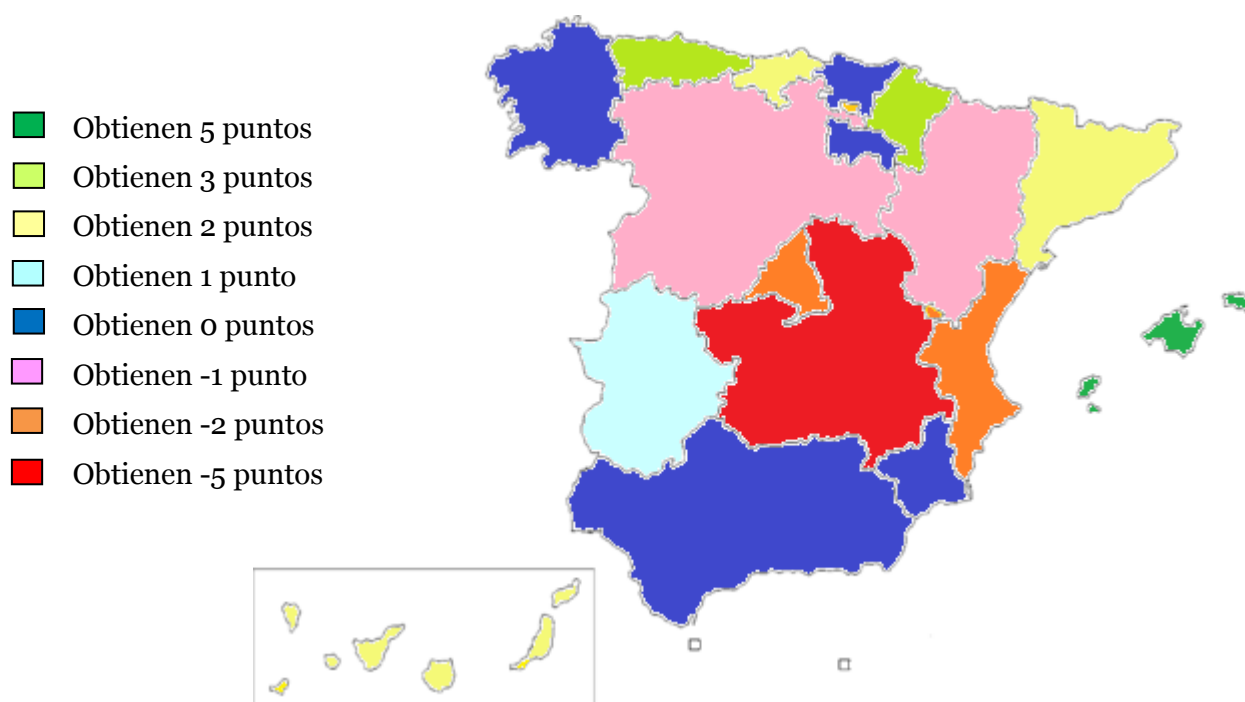 Obtienen 5 puntos
Obtienen 3 puntos
Obtienen 2 puntos
Obtienen 1 punto
Obtienen 0 puntos
Obtienen -1 punto
Obtienen -2 puntos
Obtienen -5 puntos